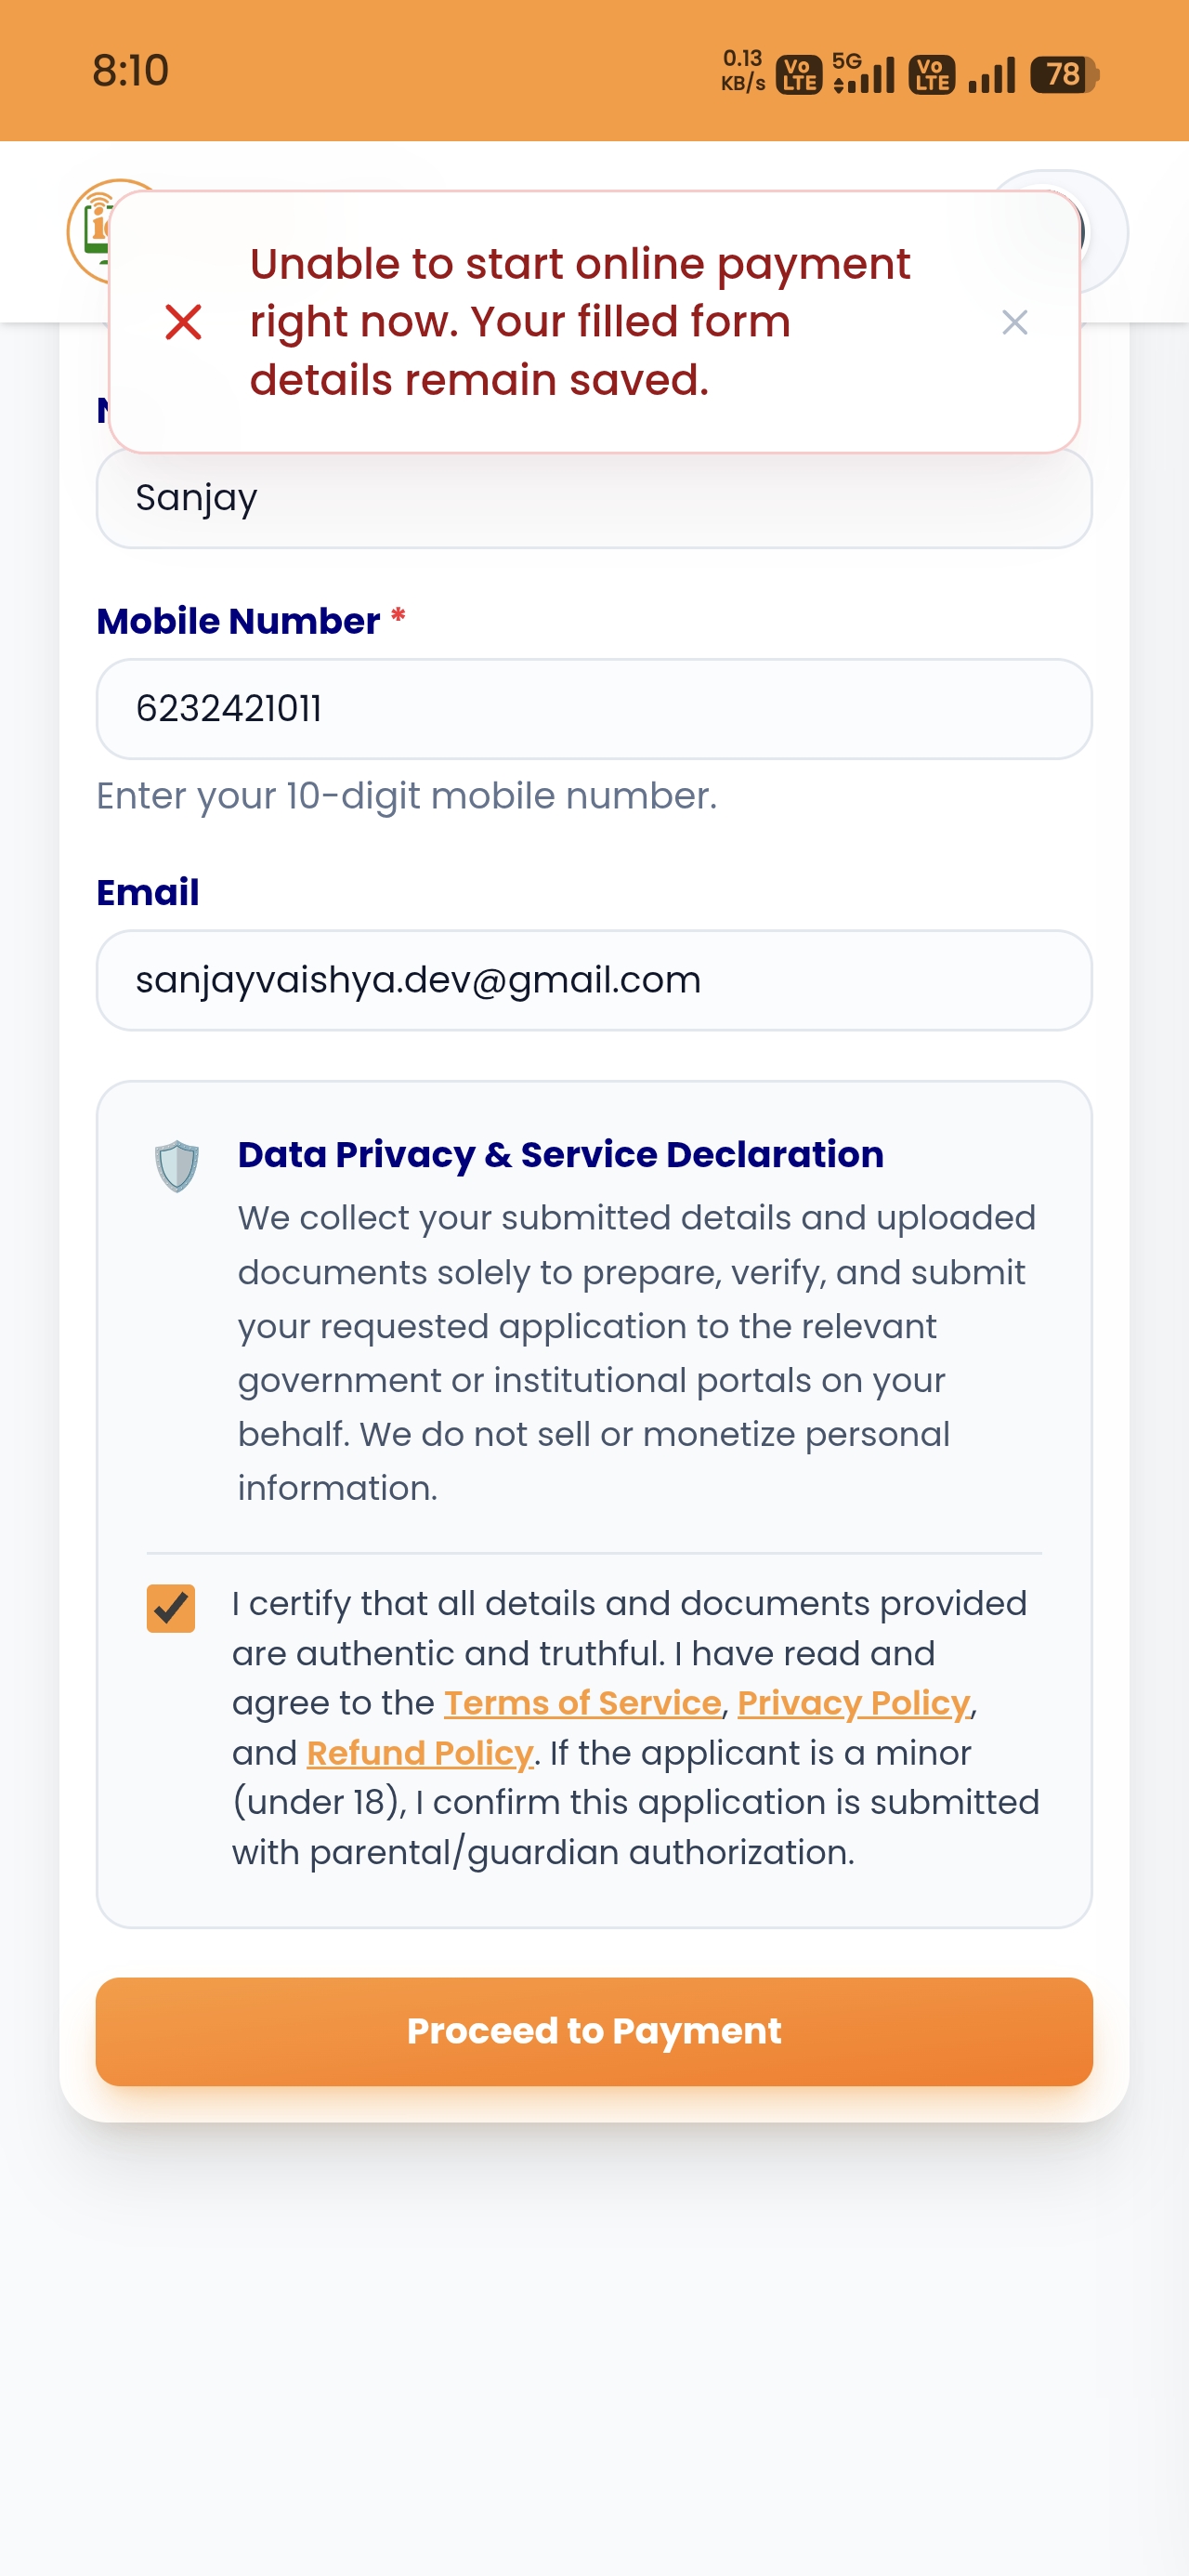 8:10
0.13
KB/s
Vo
LTE
5G
Vo
LTE
78
Unable to start online payment
right now. Your filled form
details remain saved.
Sanjay
Mobile Number *
6232421011
Enter your 10-digit mobile number.
Email
sanjayvaishya.dev@gmail.com
Data Privacy & Service Declaration
We collect your submitted details and uploaded
documents solely to prepare, verify, and submit
your requested application to the relevant
government or institutional portals on your
behalf. We do not sell or monetize personal
information.
I certify that all details and documents provided
are authentic and truthful. I have read and
agree to the Terms of Service, Privacy Policy,
and Refund Policy. If the applicant is a minor
(under 18), I confirm this application is submitted
with parental/guardian authorization.
Proceed to Payment